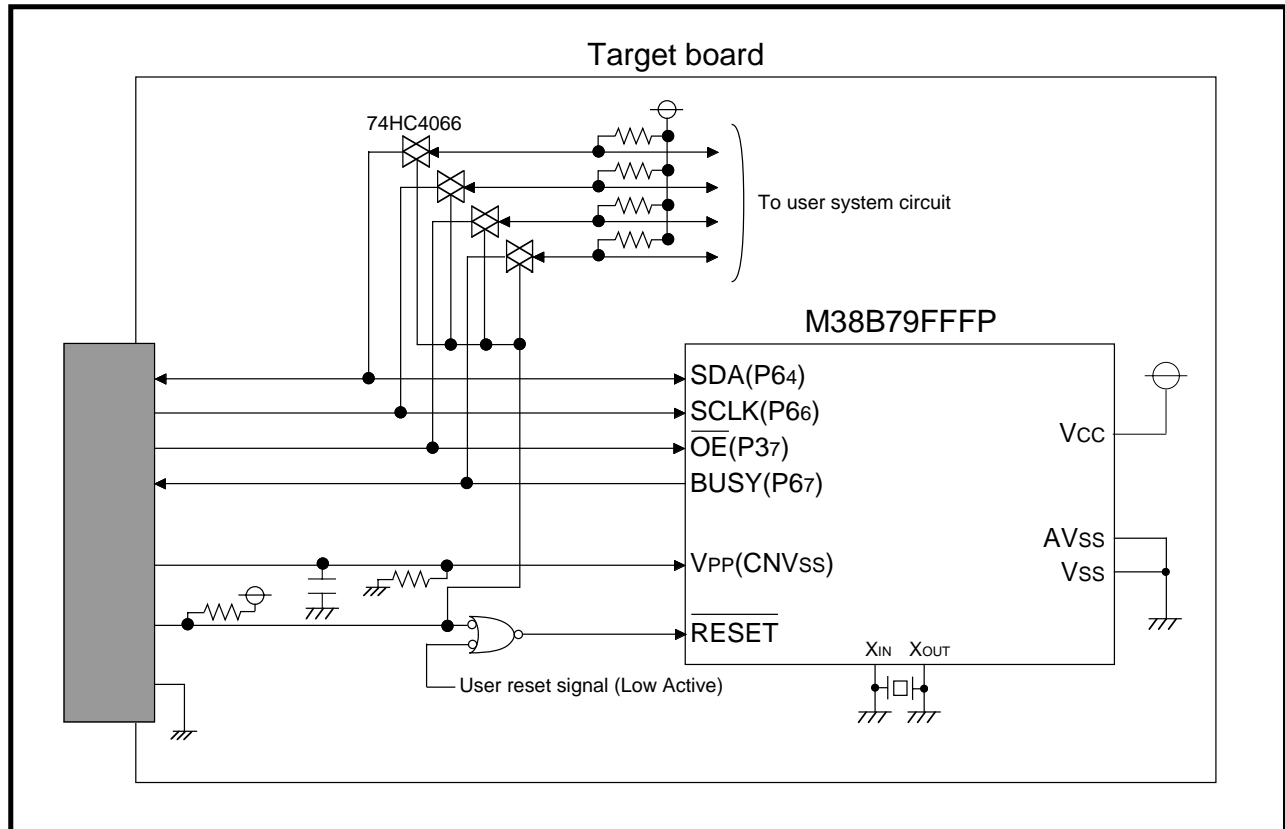 Target board
74HC4066
To user system circuit
M38B79FFFP
SDA(P64)
SCLK(P66)
OE(P37)
BUSY(P67)
VPP(CNVSS)
RESET
VCC
AVSS
VSS
XIN XOUT
User reset signal (Low Active)